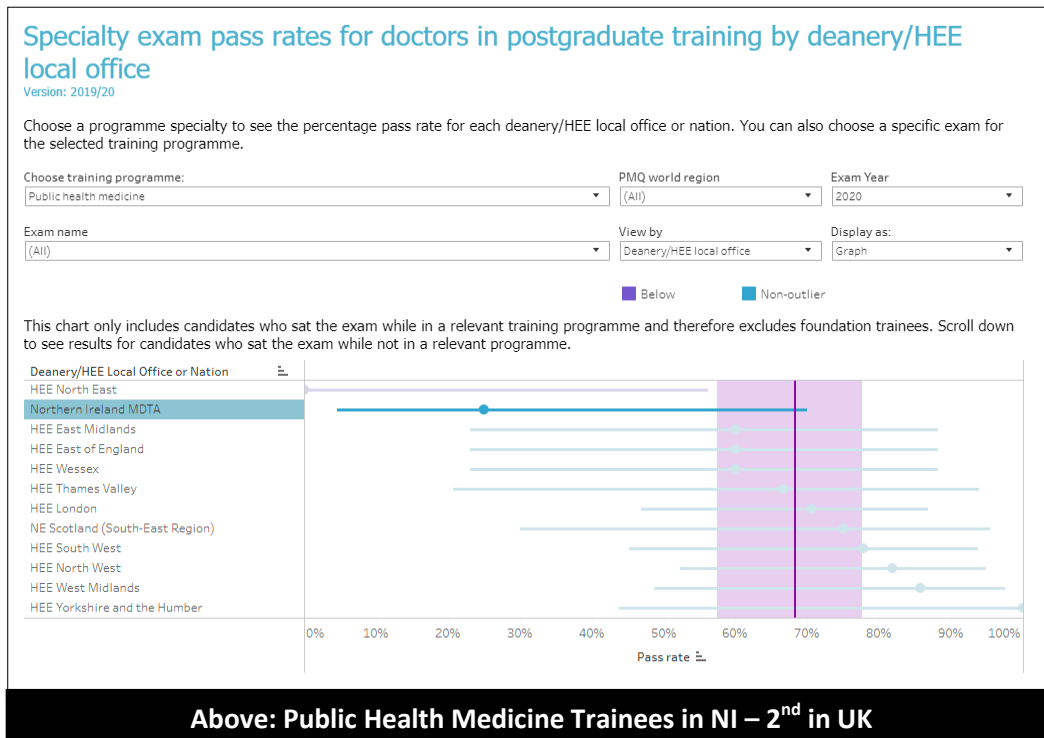 Specialty exam pass rates for doctors in postgraduate training by deanery/HEE
local office
Version: 2019/20
Choose a programme specialty to see the percentage pass rate for each deanery/HEE local office or nation. You can also choose a specific exam for
the selected training programme.
Choose training programme: PMQ world region Exam Year
Public health medicine (All) 2020
Exam name View by Display as:
(All) Deanery/HEE local office Graph
Below Non-outlier
This chart only includes candidates who sat the exam while in a relevant training programme and therefore excludes foundation trainees. Scroll down
to see results for candidates who sat the exam while not in a relevant programme.
Deanery/HEE Local Office or Nation
HEE North East
Northern Ireland MDTA
HEE East Midlands
HEE East of England
HEE Wessex
HEE Thames Valley
HEE London
NE Scotland (South-East Region)
HEE South West
HEE North West
HEE West Midlands
HEE Yorkshire and the Humber
0% 10% 20% 30% 40% 50% 60% 70% 80% 90% 100%
Pass rate
Above: Public Health Medicine Trainees in NI – 2nd in UK